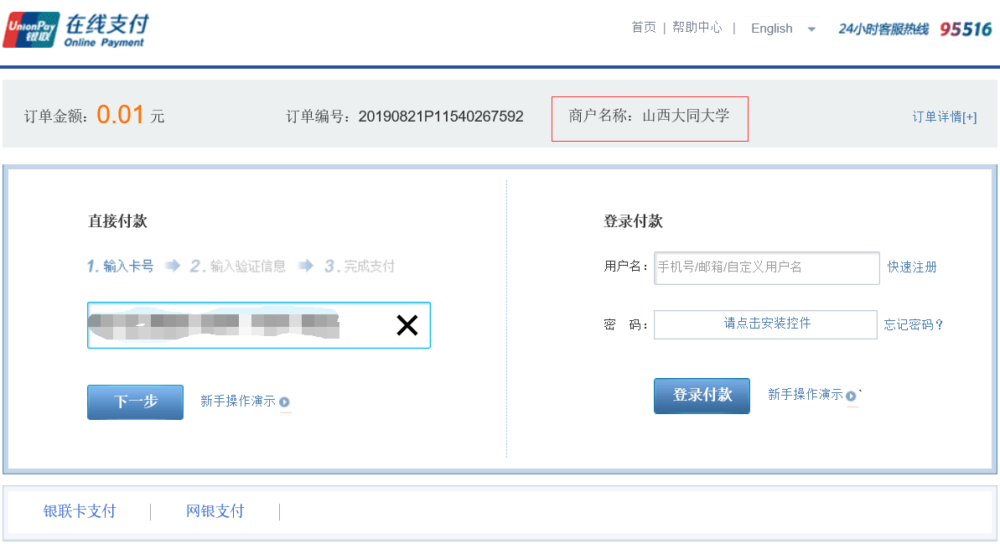 UnionPay 银联 在线支付 Online Payment
首页 | 帮助中心 | English 24小时客服热线 95516
订单金额：0.01 元 订单编号：20190821P11540267592 商户名称：山西大同大学 订单详情[+]
直接付款
1. 输入卡号 2. 输入验证信息 3. 完成支付
下一步 新手操作演示
登录付款
用户名： 手机号/邮箱/自定义用户名 快速注册
密 码： 请点击安装控件 忘记密码？
登录付款 新手操作演示
银联卡支付 | 网银支付 |